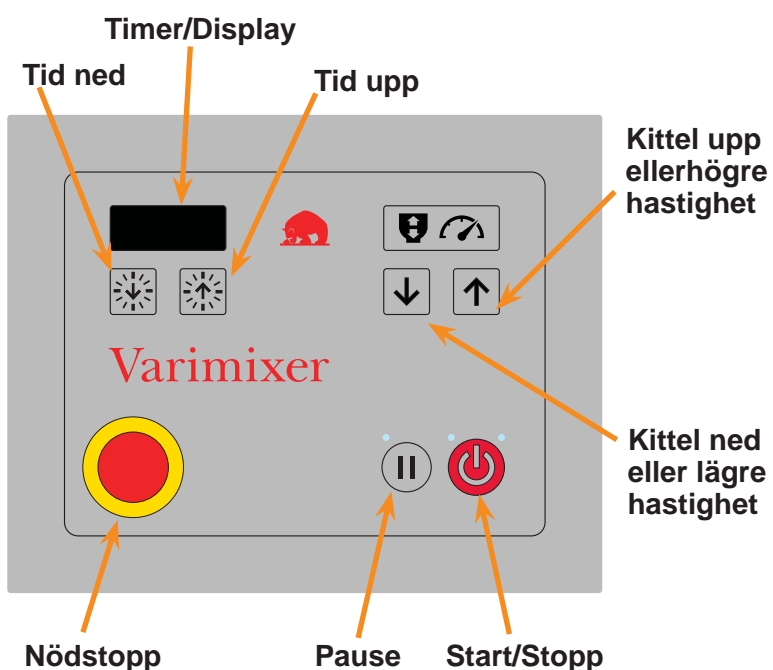 Timer/Display
Tid ned
Tid upp
Kittel upp
ellerhögre
hastighet
Varimixer
Kittel ned
eller lägre
hastighet
Nödstopp
Pause
Start/Stopp